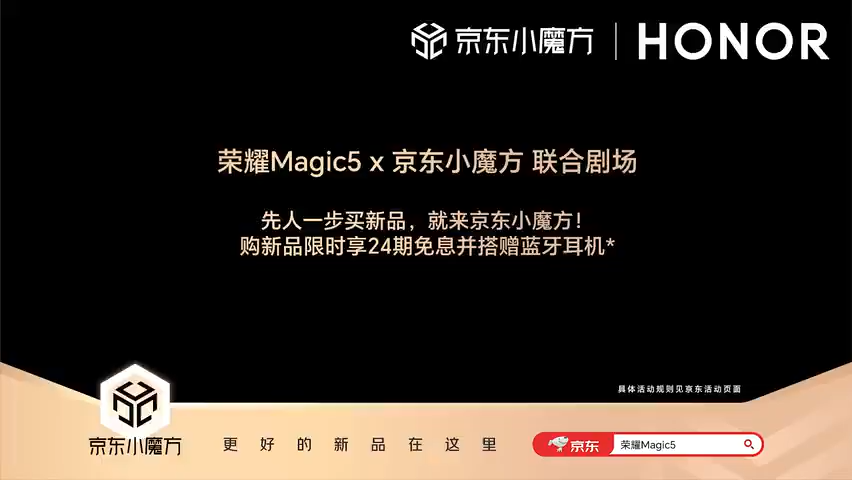 京东小魔方 | HONOR
荣耀Magic5 x 京东小魔方 联合剧场
先人一步买新品，就来京东小魔方！
购新品限时享24期免息并搭赠蓝牙耳机*
具体活动规则见京东活动页面
京东小魔方
更好的新品在这里
京东 荣耀Magic5